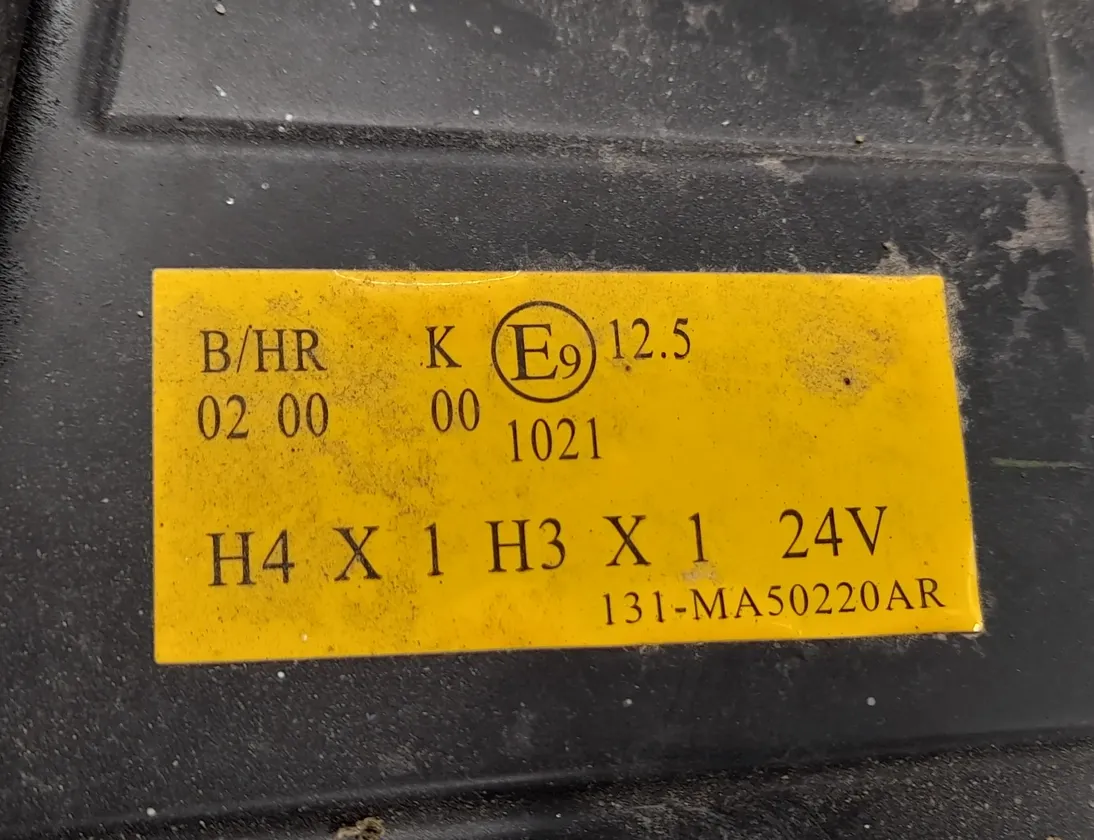 B/HR K E9 12.5
02 00 00
1021
H4 X 1 H3 X 1 24V
131-MA50220AR